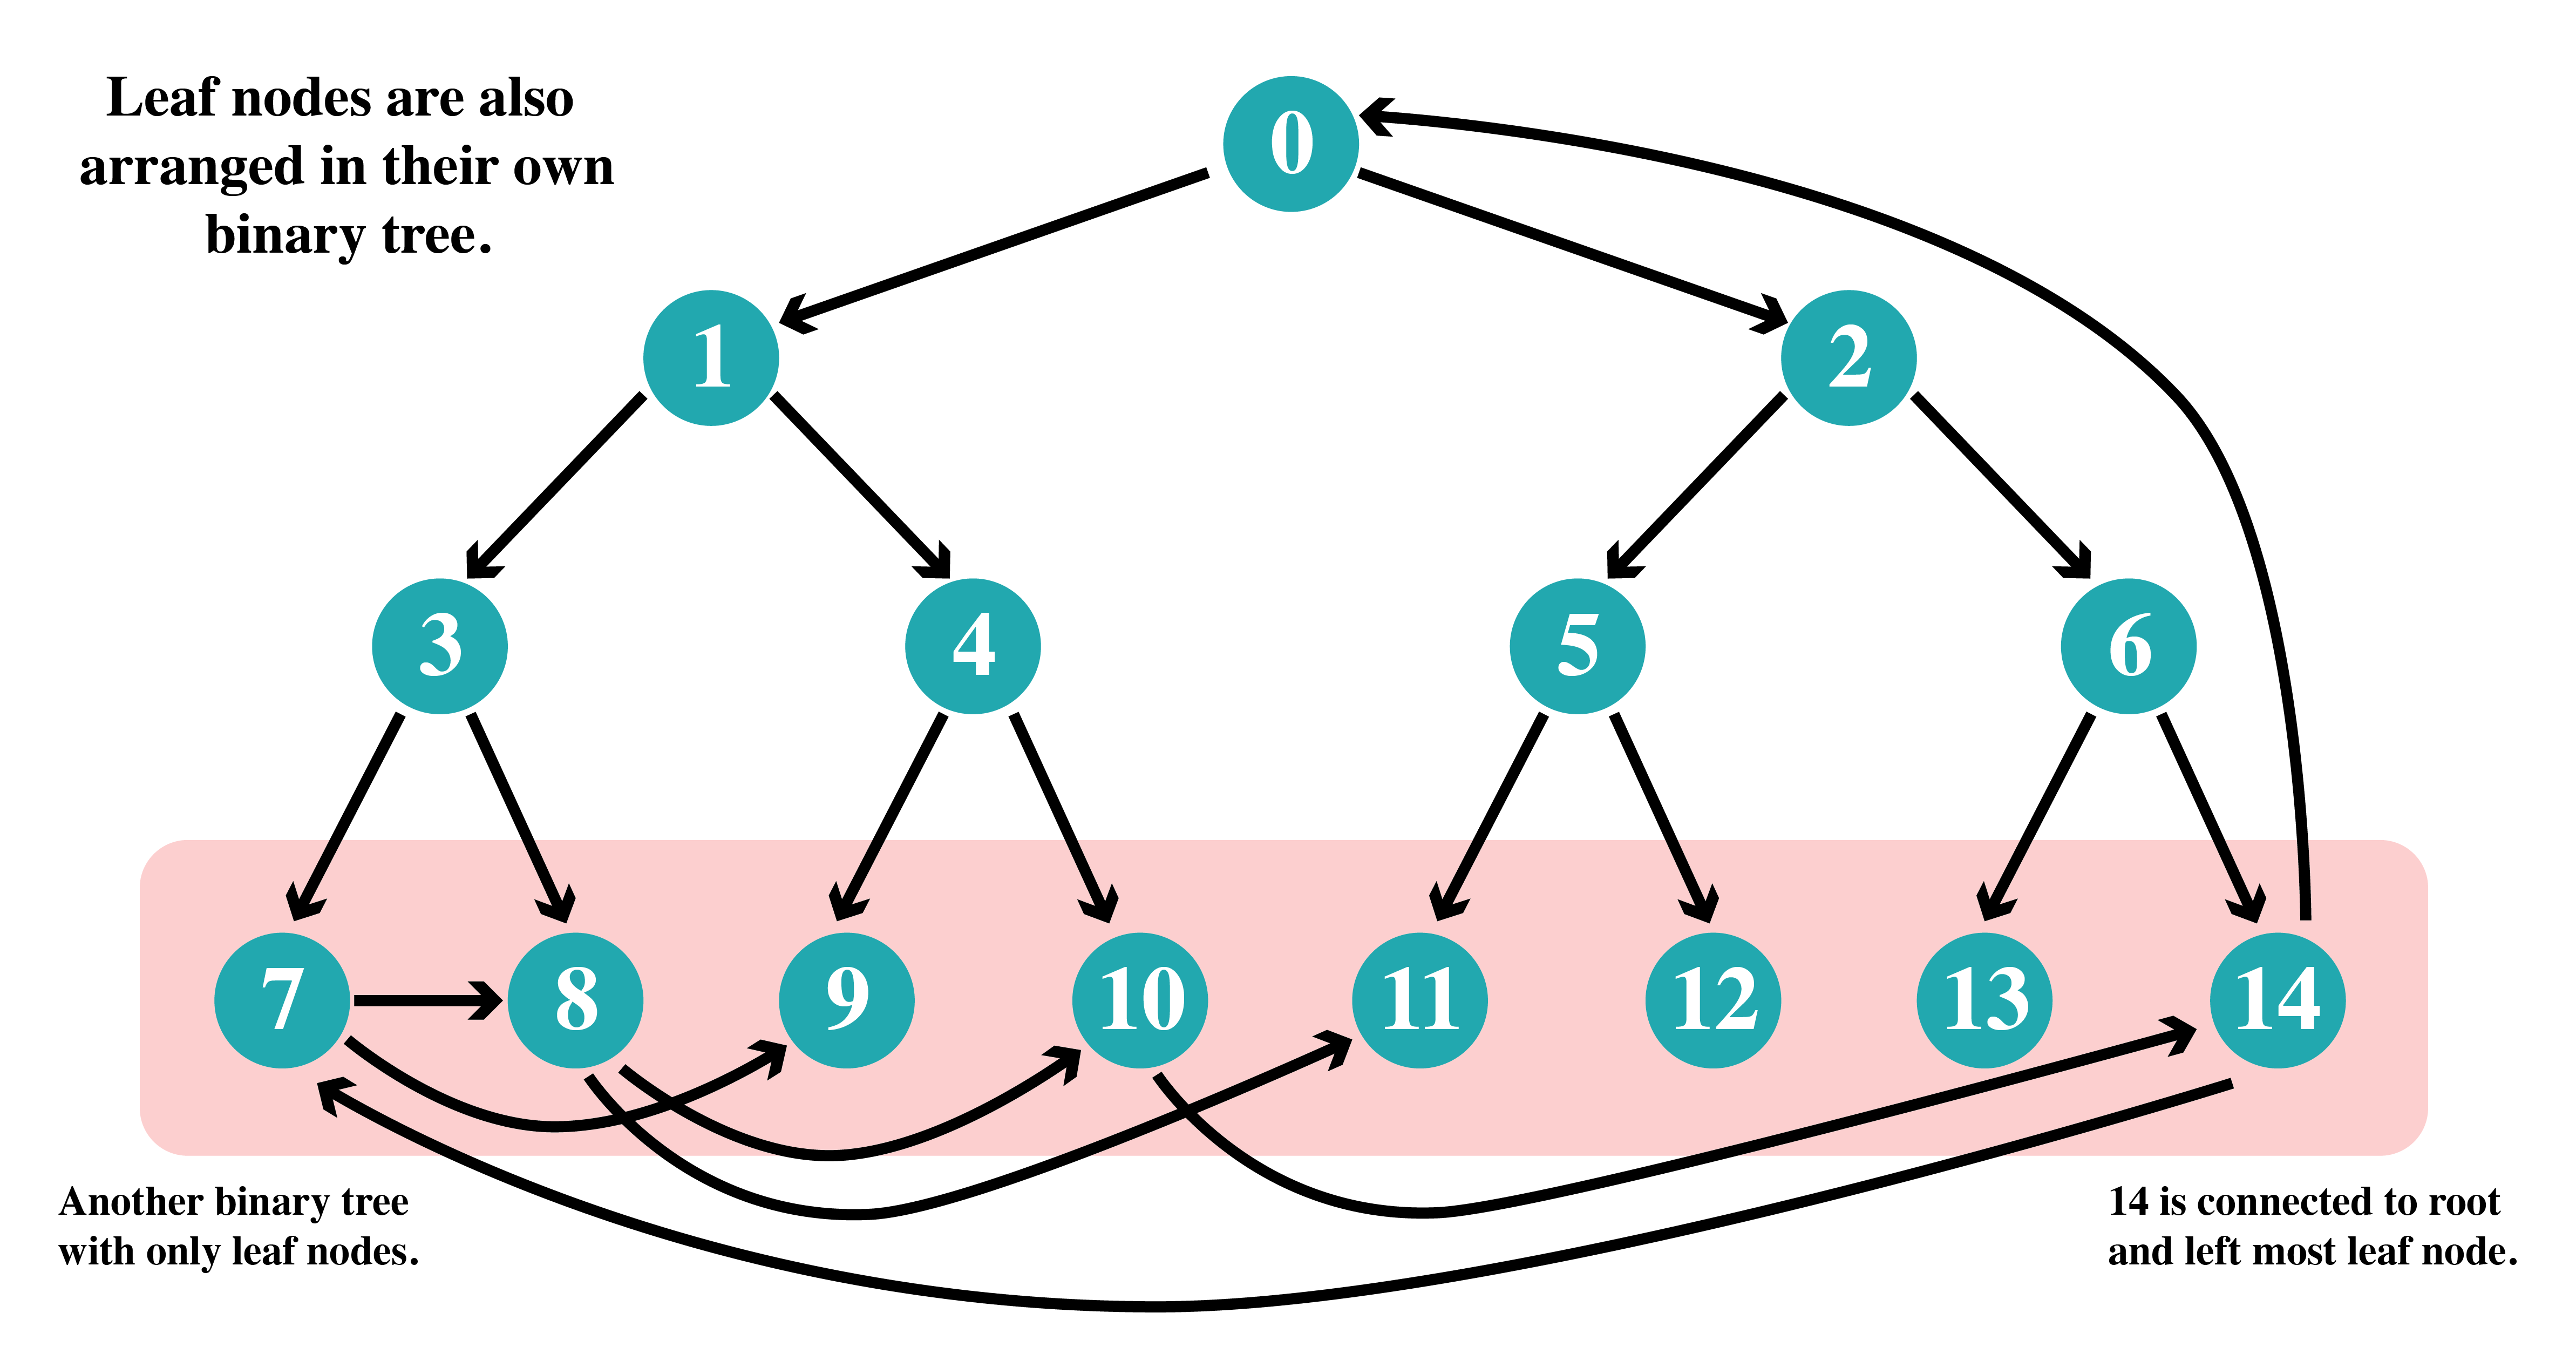 Leaf nodes are also
arranged in their own
binary tree.
0
1
2
3
4
5
6
7
8
9
10
11
12
13
14
Another binary tree
with only leaf nodes.
14 is connected to root
and left most leaf node.